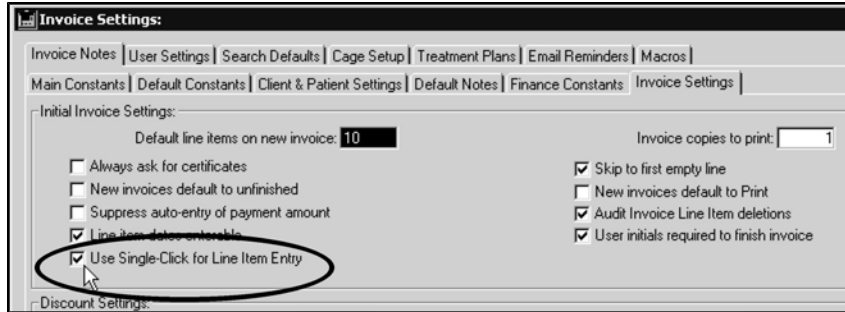 Invoice Settings:
Invoice Notes User Settings Search Defaults Cage Setup Treatment Plans Email Reminders Macros
Main Constants Default Constants Client & Patient Settings Default Notes Finance Constants Invoice Settings
Initial Invoice Settings:
Default line items on new invoice: 10 Invoice copies to print: 1
Always ask for certificates Skip to first empty line
New invoices default to unfinished New invoices default to Print
Suppress auto-entry of payment amount Audit Invoice Line Item deletions
Line item dates enterable User initials required to finish invoice
Use Single-Click for Line Item Entry
Discount Settings: